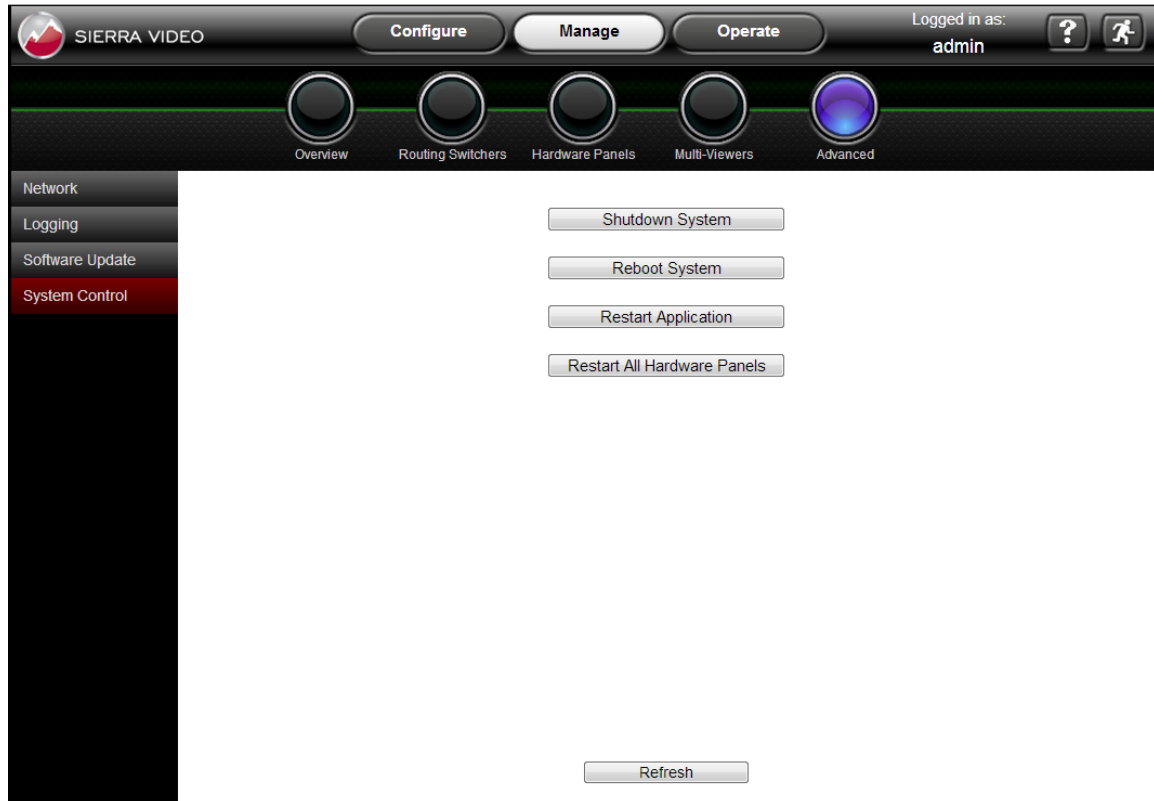 SIERRA VIDEO
Configure
Manage
Operate
Logged in as:
admin
?
Overview
Routing Switchers
Hardware Panels
Multi-Viewers
Advanced
Network
Logging
Software Update
System Control
Shutdown System
Reboot System
Restart Application
Restart All Hardware Panels
Refresh